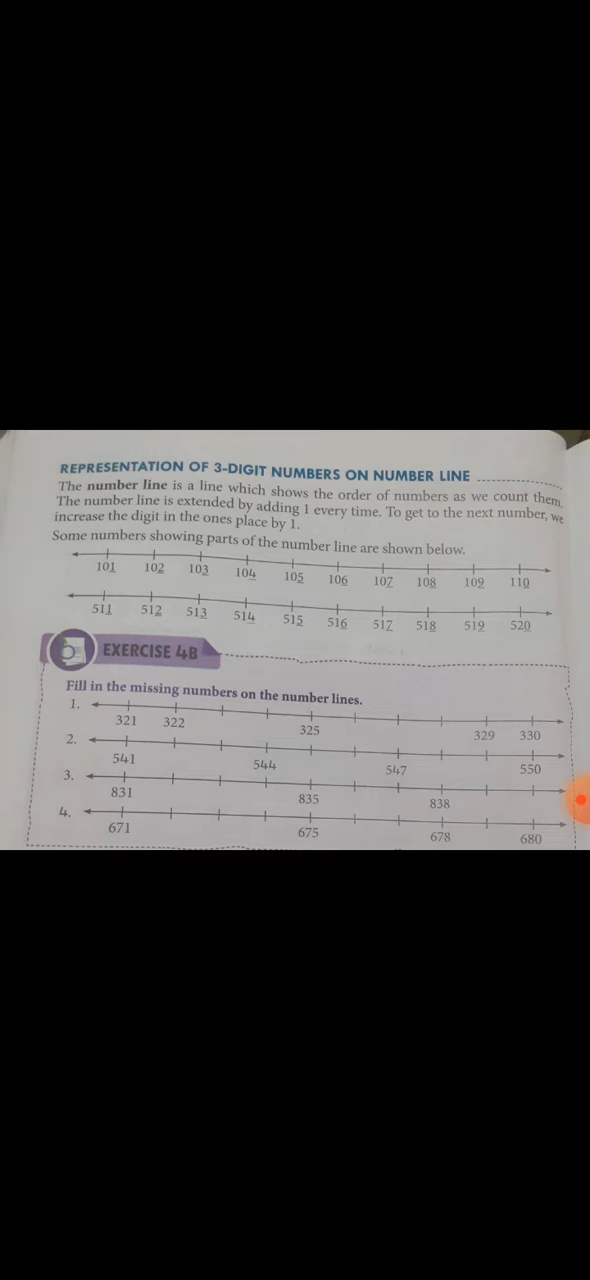 REPRESENTATION OF 3-DIGIT NUMBERS ON NUMBER LINE
The number line is a line which shows the order of numbers as we count them.
The number line is extended by adding 1 every time. To get to the next number, we
increase the digit in the ones place by 1.
Some numbers showing parts of the number line are shown below.
101 102 103 104 105 106 107 108 109 110
511 512 513 514 515 516 517 518 519 520
EXERCISE 4B
Fill in the missing numbers on the number lines.
1.
321 322 325 329 330
2.
541 544 547 550
3.
831 835 838
4.
671 675 678 680